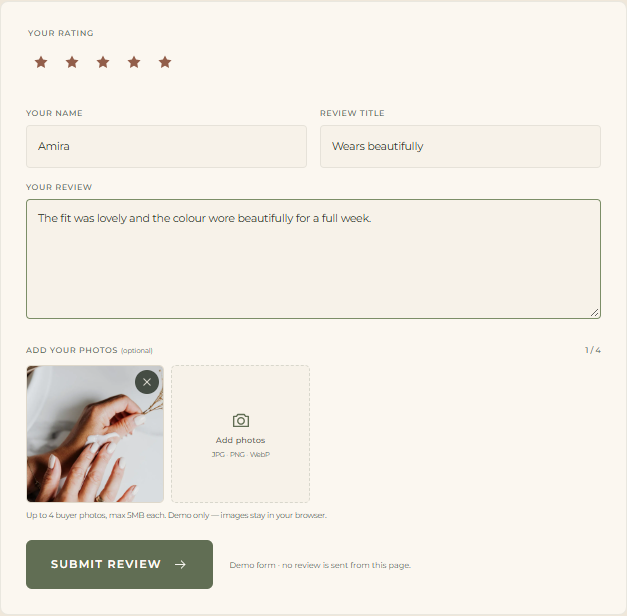 YOUR RATING
YOUR NAME
REVIEW TITLE
Amira
Wears beautifully
YOUR REVIEW
The fit was lovely and the colour wore beautifully for a full week.
ADD YOUR PHOTOS (optional)
1 / 4
Add photos
JPG · PNG · WebP
Up to 4 buyer photos, max 5MB each. Demo only — images stay in your browser.
SUBMIT REVIEW →
Demo form · no review is sent from this page.